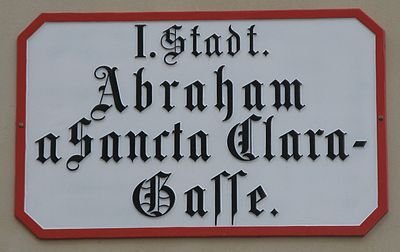 I. Stadt.
Abraham
a Sancta Clara-
Gaſſe.